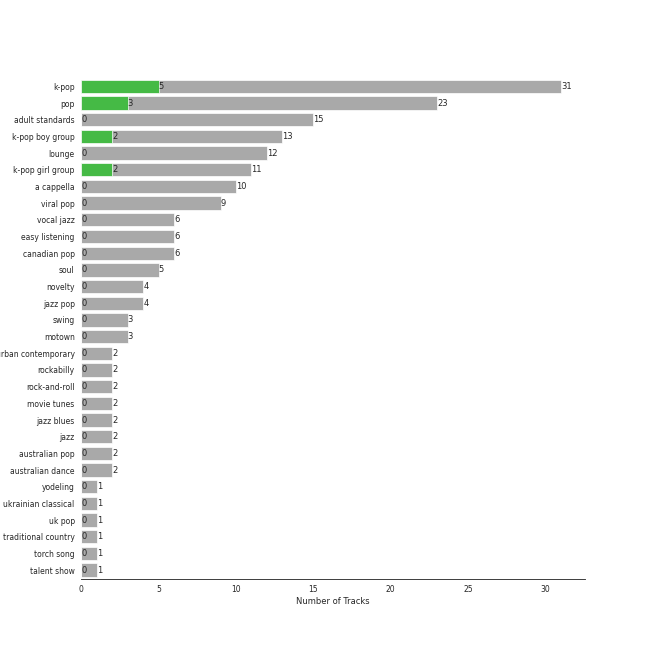 k-pop 5 31
pop 3 23
adult standards 0 15
k-pop boy group 2 13
lounge 0 12
k-pop girl group 2 11
a cappella 0 10
viral pop 0 9
vocal jazz 0 6
easy listening 0 6
canadian pop 0 6
soul 0 5
novelty 0 4
jazz pop 0 4
swing 0 3
motown 0 3
rban contemporary 0 2
rockabilly 0 2
rock-and-roll 0 2
movie tunes 0 2
jazz blues 0 2
jazz 0 2
australian pop 0 2
australian dance 0 2
yodeling 0 1
ukrainian classical 0 1
uk pop 0 1
traditional country 0 1
torch song 0 1
talent show 0 1
0 5 10 15 20 25 30
Number of Tracks